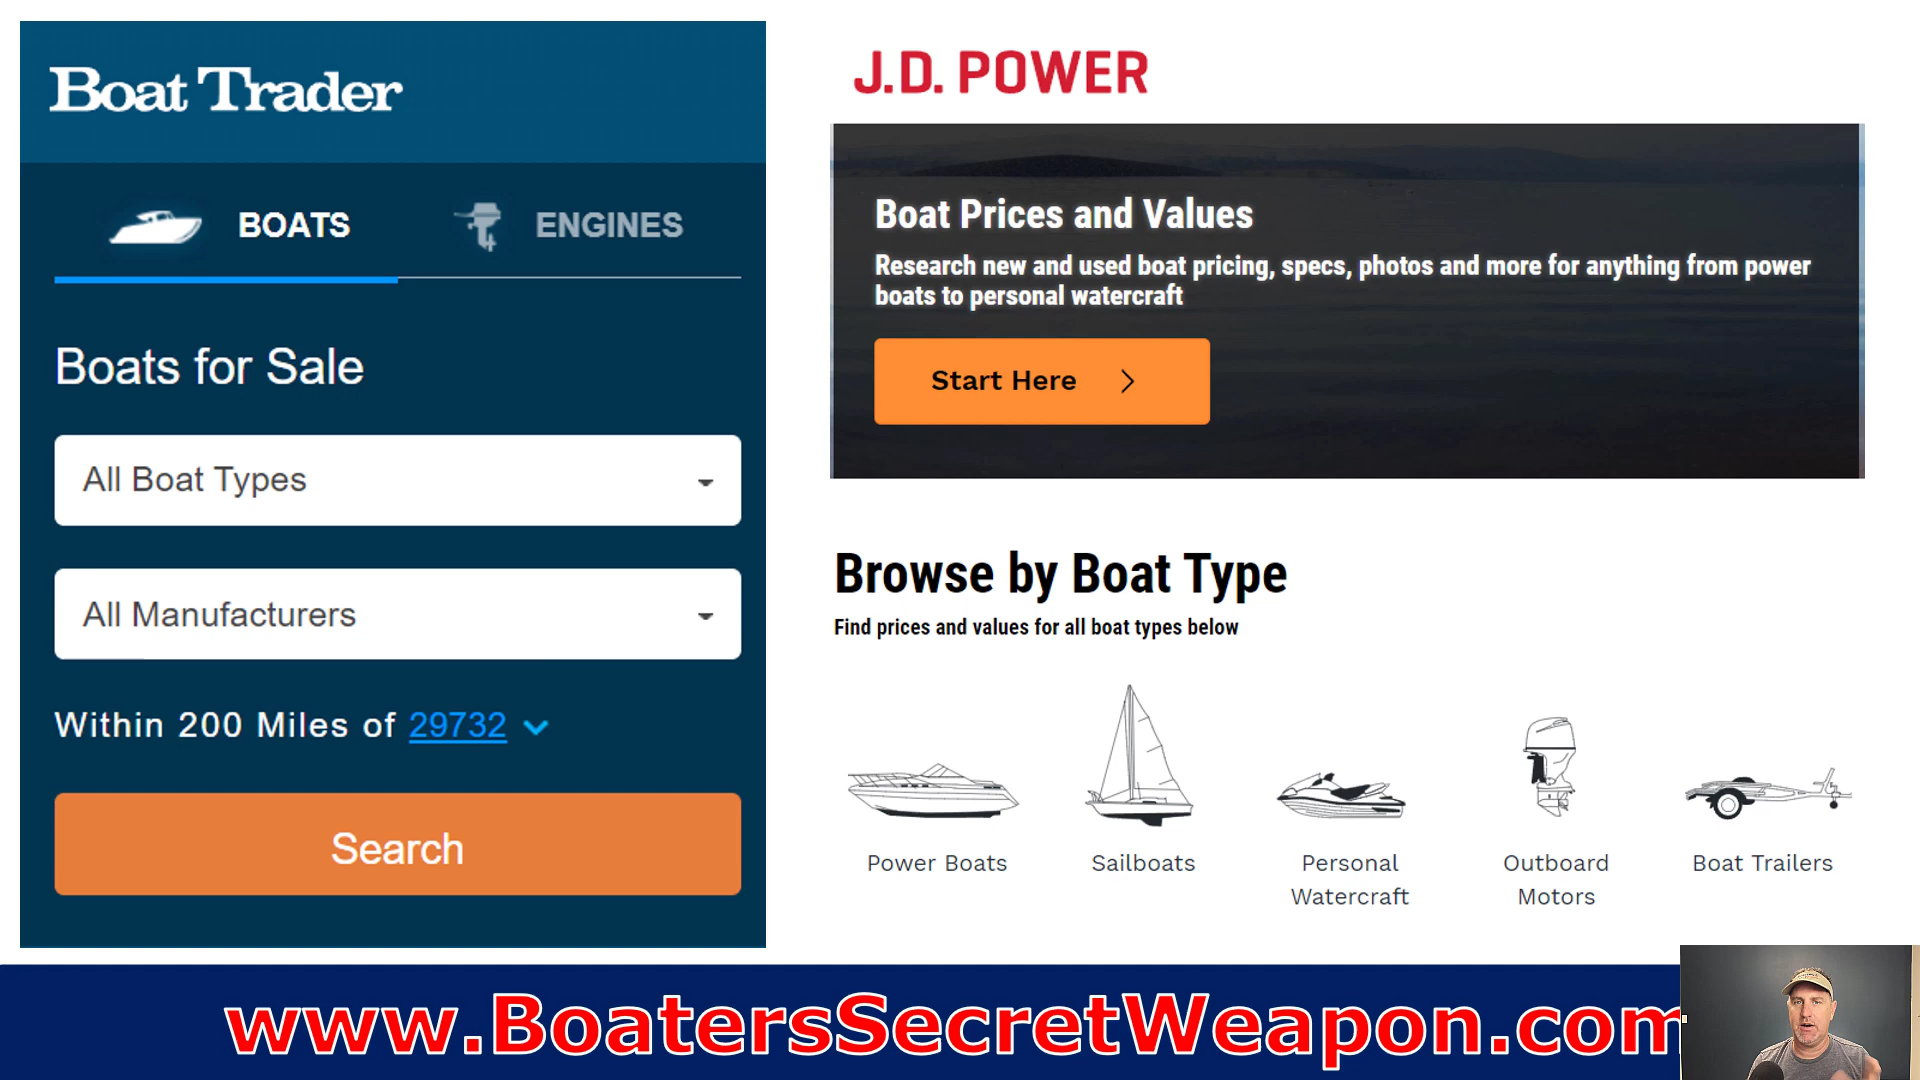 Boat Trader
BOATS
ENGINES
Boats for Sale
All Boat Types
All Manufacturers
Within 200 Miles of 29732
Search
J.D. POWER
Boat Prices and Values
Research new and used boat pricing, specs, photos and more for anything from power
boats to personal watercraft
Start Here
Browse by Boat Type
Find prices and values for all boat types below
Power Boats
Sailboats
Personal
Watercraft
Outboard
Motors
Boat Trailers
www.BoatersSecretWeapon.com